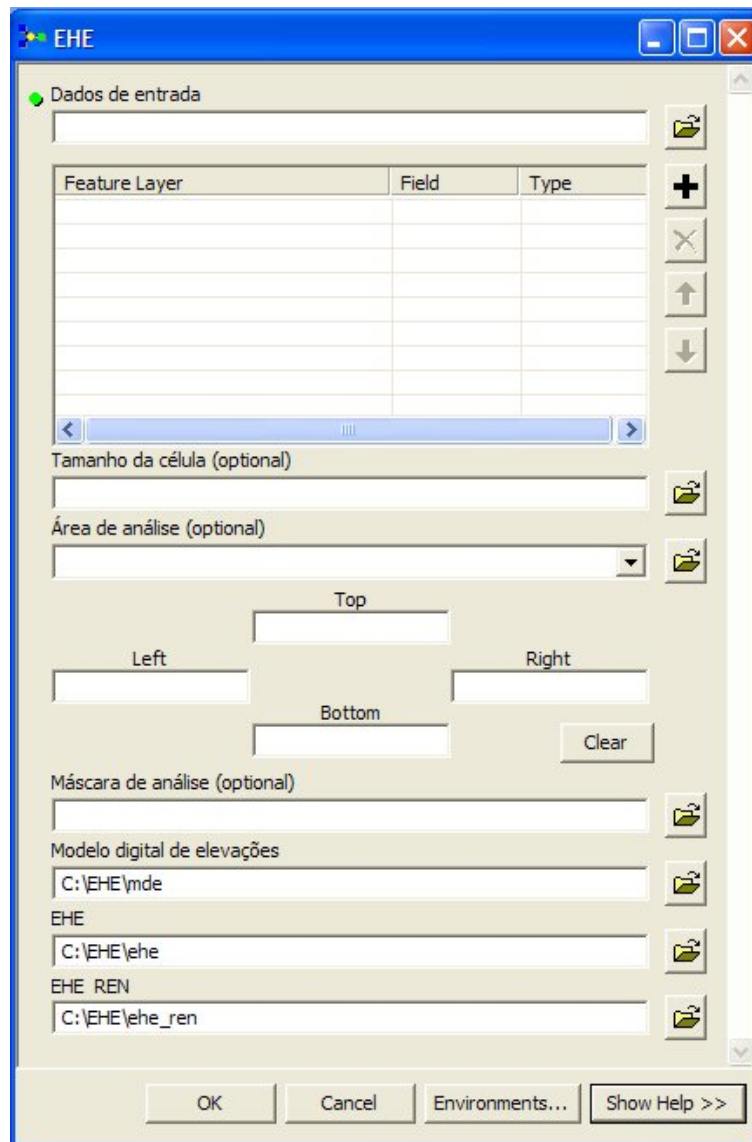 EHE
Dados de entrada
Feature Layer Field Type
Tamanho da célula (optional)
Área de análise (optional)
Top
Left Right
Bottom
Clear
Máscara de análise (optional)
Modelo digital de elevações
C:\EHE\mde
EHE
C:\EHE\ehe
EHE REN
C:\EHE\ehe_ren
OK Cancel Environments... Show Help >>